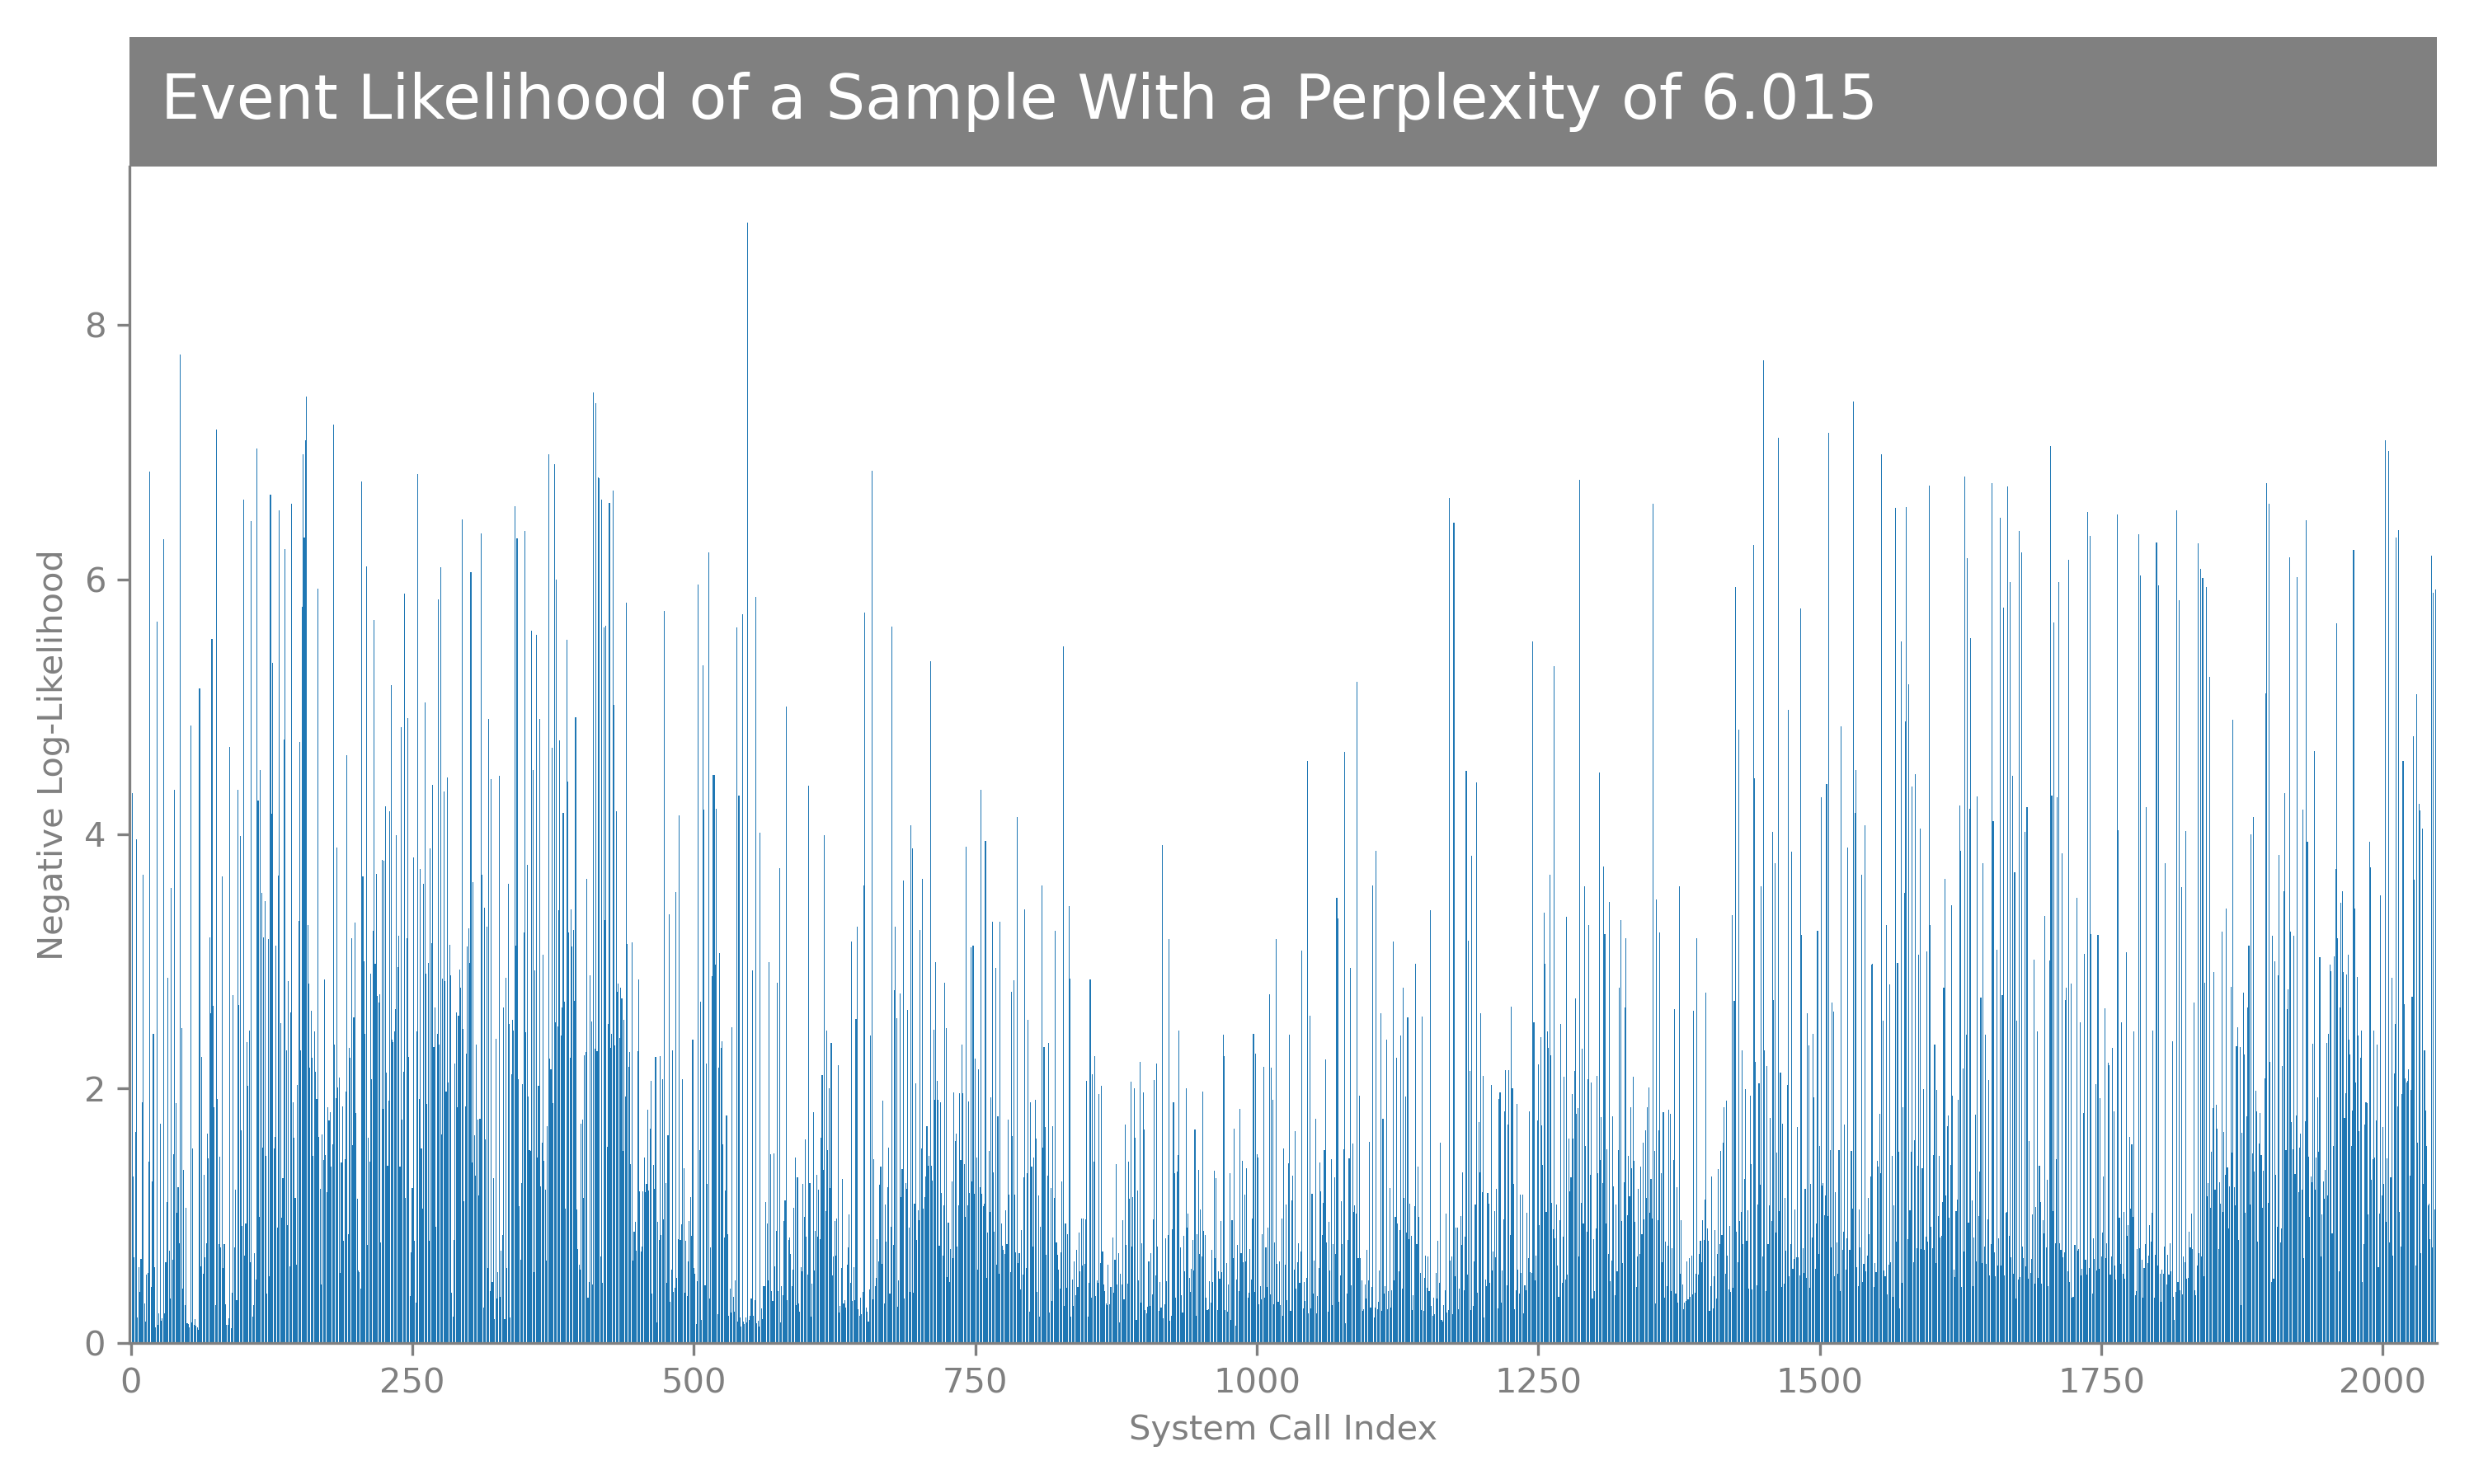 Event Likelihood of a Sample With a Perplexity of 6.015
8
6
4
2
0
Negative Log-Likelihood
0 250 500 750 1000 1250 1500 1750 2000
System Call Index